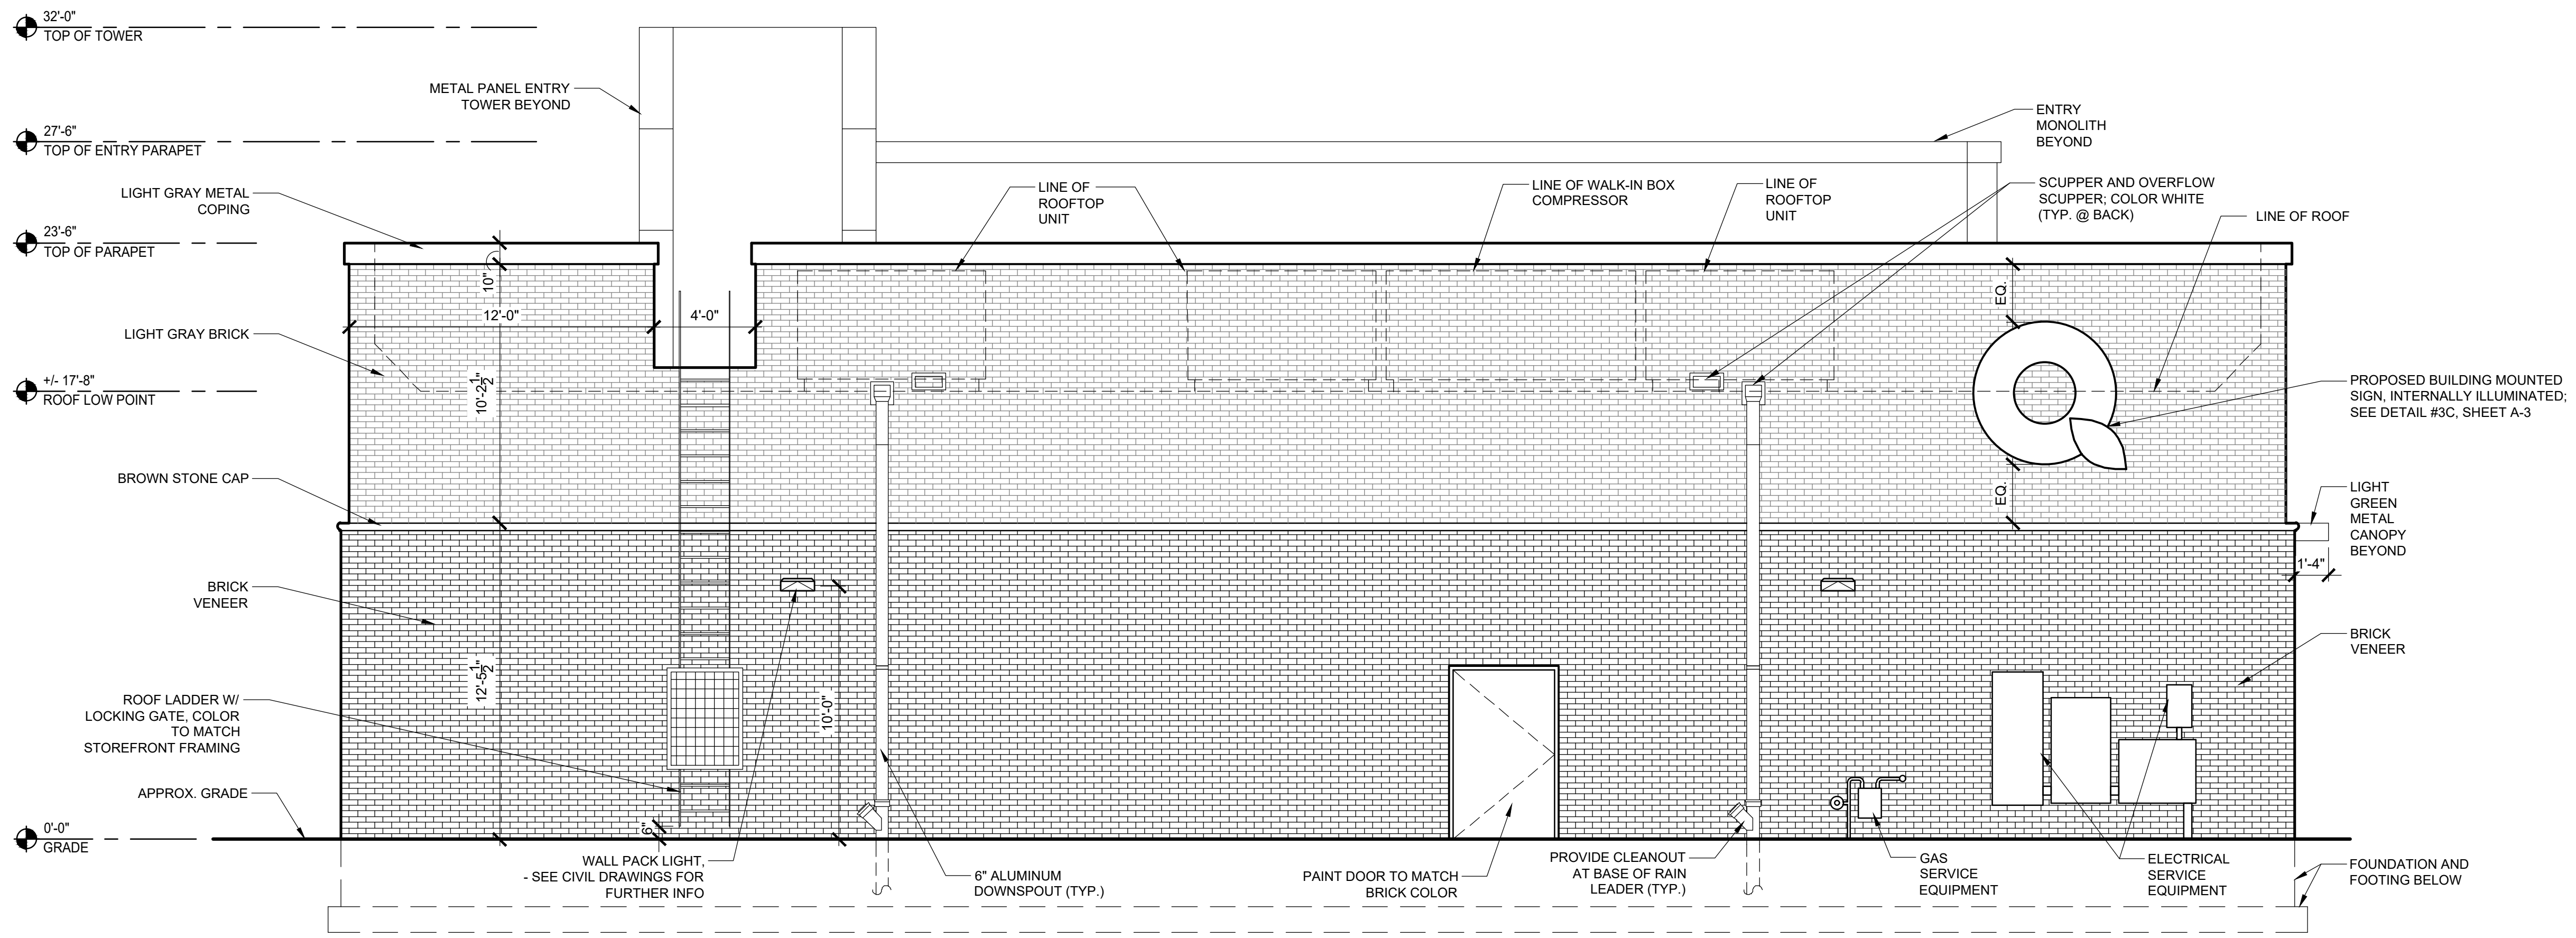 32'-0"
TOP OF TOWER
METAL PANEL ENTRY
TOWER BEYOND
27'-6"
TOP OF ENTRY PARAPET
ENTRY
MONOLITH
BEYOND
LIGHT GRAY METAL
COPING
LINE OF
ROOFTOP
UNIT
LINE OF WALK-IN BOX
COMPRESSOR
LINE OF
ROOFTOP
UNIT
SCUPPER AND OVERFLOW
SCUPPER; COLOR WHITE
(TYP. @ BACK)
LINE OF ROOF
23'-6"
TOP OF PARAPET
10"
12'-0"
4'-0"
EQ.
LIGHT GRAY BRICK
+/- 17'-8"
ROOF LOW POINT
10'-2 1/2"
PROPOSED BUILDING MOUNTED
SIGN, INTERNALLY ILLUMINATED;
SEE DETAIL #3C, SHEET A-3
BROWN STONE CAP
EQ.
LIGHT
GREEN
METAL
CANOPY
BEYOND
1'-4"
BRICK
VENEER
BRICK
VENEER
12'-5 1/2"
10'-0"
ROOF LADDER W/
LOCKING GATE, COLOR
TO MATCH
STOREFRONT FRAMING
APPROX. GRADE
6"
0'-0"
GRADE
WALL PACK LIGHT,
- SEE CIVIL DRAWINGS FOR
FURTHER INFO
6" ALUMINUM
DOWNSPOUT (TYP.)
PAINT DOOR TO MATCH
BRICK COLOR
PROVIDE CLEANOUT
AT BASE OF RAIN
LEADER (TYP.)
GAS
SERVICE
EQUIPMENT
ELECTRICAL
SERVICE
EQUIPMENT
FOUNDATION AND
FOOTING BELOW